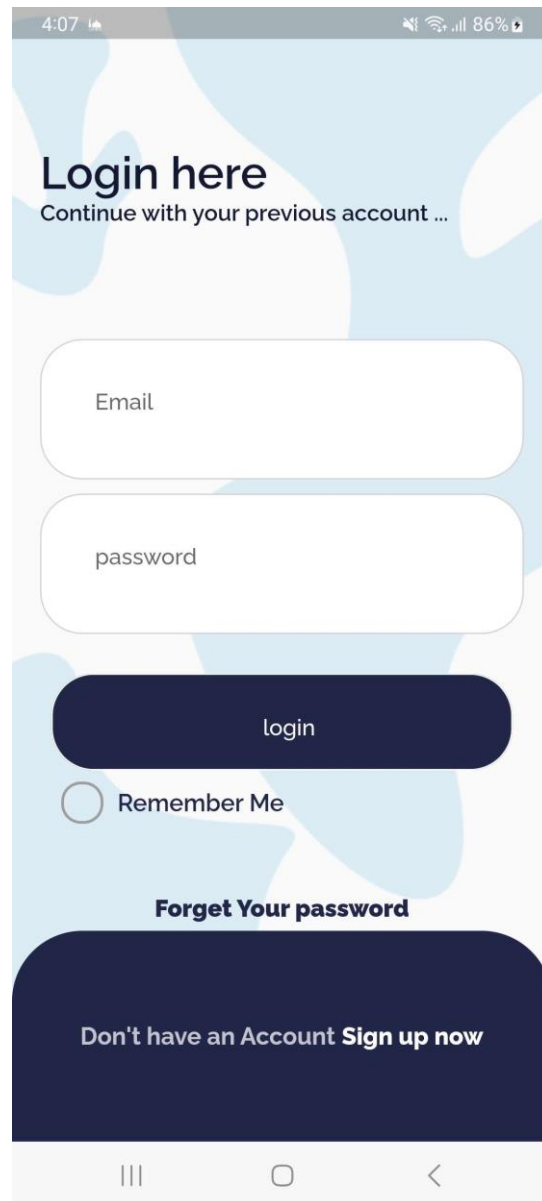 4:07
86%
Login here
Continue with your previous account ...
Email
password
login
Remember Me
Forget Your password
Don't have an Account Sign up now